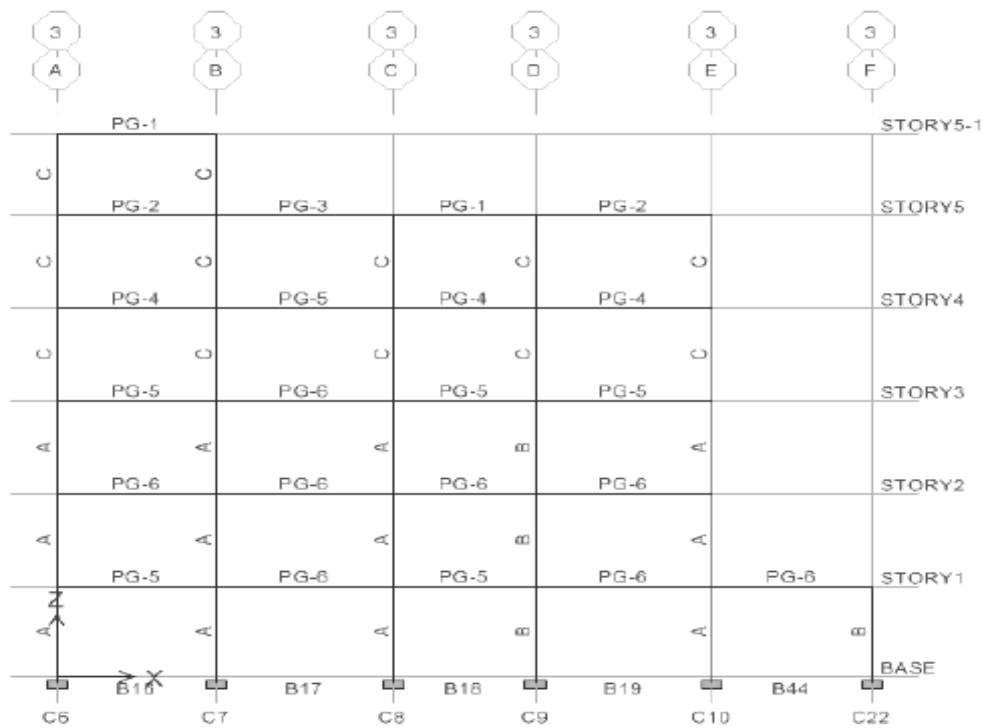 3 3 3 3 3 3
A B C D E F
PG-1 STORY5-1
C C
PG-2 PG-3 PG-1 PG-2 STORY5
C C C C C
PG-4 PG-5 PG-4 PG-4 STORY4
C C C C C
PG-5 PG-6 PG-5 PG-5 STORY3
A A A B A
PG-6 PG-6 PG-6 PG-6 STORY2
A A A B A
PG-5 PG-6 PG-5 PG-6 PG-6 STORY1
Z
A A A B A B
X BASE
B16 B17 B18 B19 B44
C6 C7 C8 C9 C10 C22